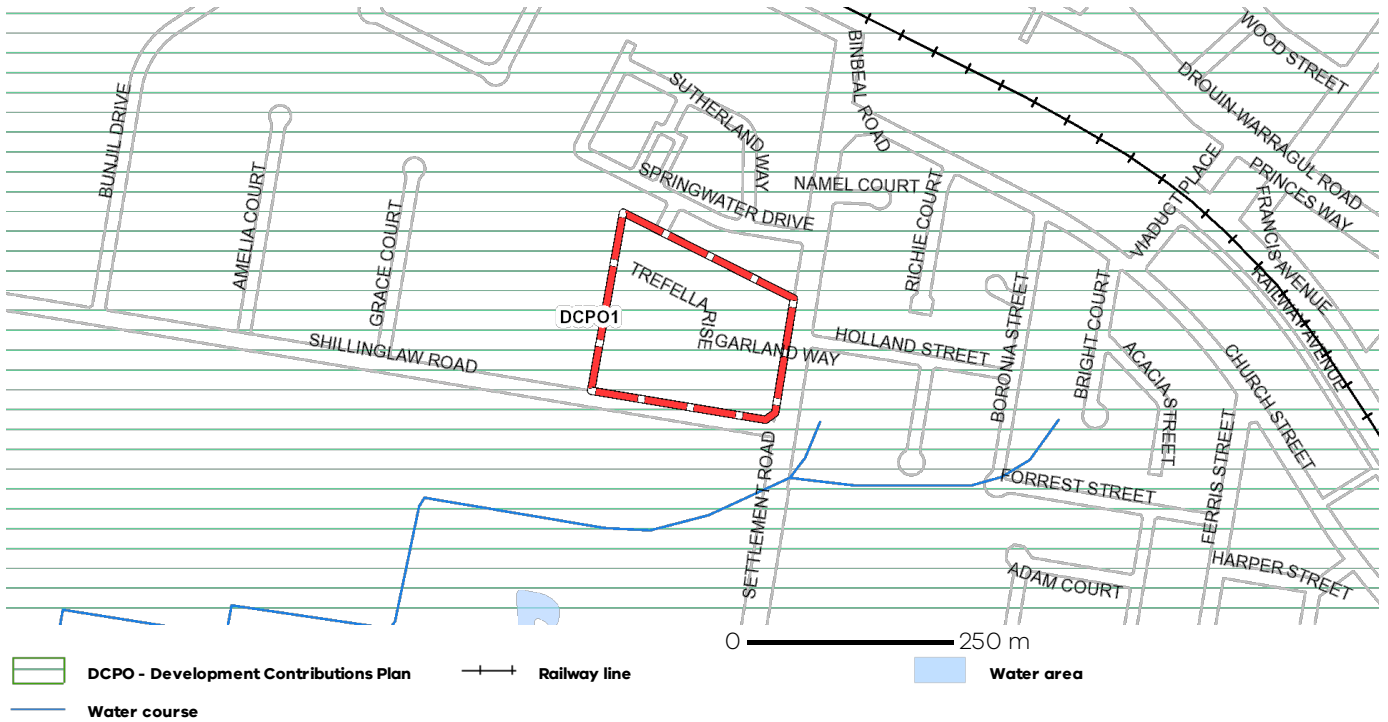 WOOD STREET
BINBEAL ROAD
DROUIN-WARRAGUL ROAD
SUTHERLAND WAY
BUNJIL DRIVE
VIADUCT PLACE
PRINCES WAY
AMELIA COURT
SPRINGWATER DRIVE
NAMEL COURT
RICHIE COURT
FRANCIS AVENUE
GRACE COURT
TREFELLA RISE
RAILWAY AVENUE
DCPO1
BORONIA STREET
BRIGHT COURT
SHILLINGLAW ROAD
GARLAND WAY
HOLLAND STREET
ACACIA STREET
CHURCH STREET
SETTLEMENT ROAD
FORREST STREET
FERRIS STREET
ADAM COURT
HARPER STREET
0 250 m
DCPO - Development Contributions Plan
Railway line
Water area
Water course